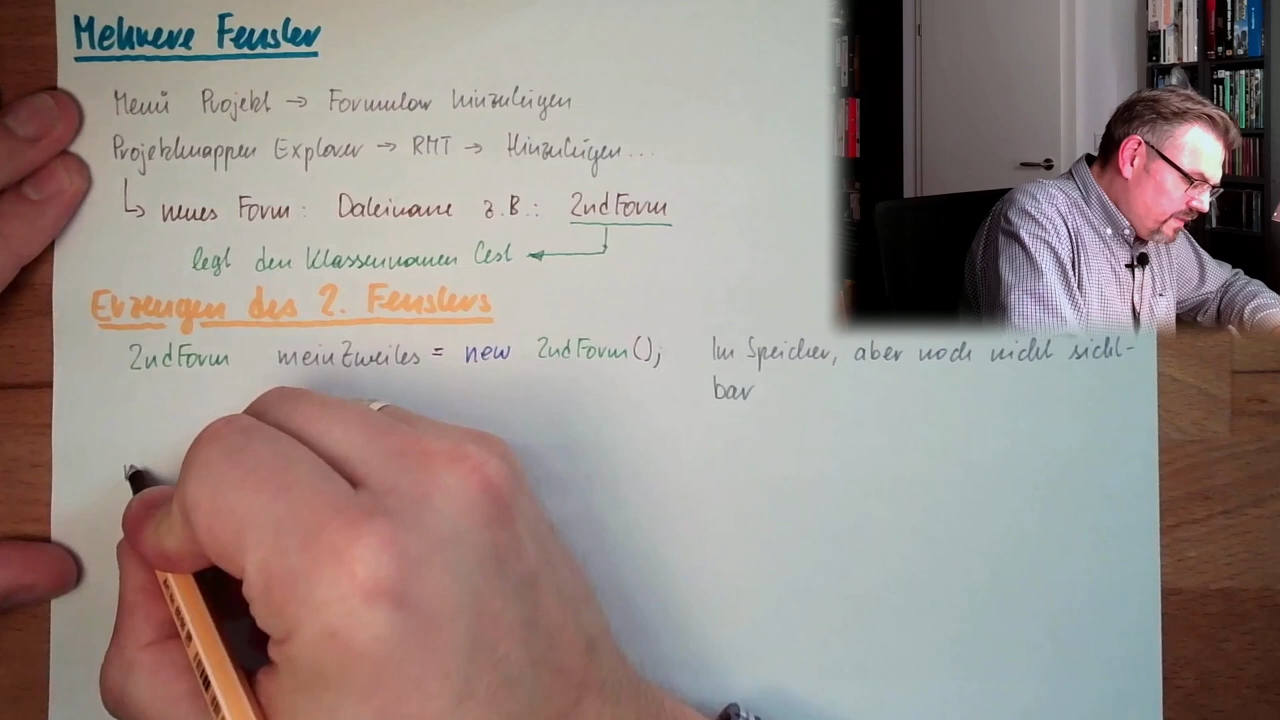 Mehrere Fenster
Menü Projekt → Formular hinzufügen
Projektmappen Explorer → RMT → Hinzufügen...
↳ neues Form: Dateiname z.B.: 2ndForm
legt den Klassennamen fest ←
Erzeugen des 2. Fensters
2ndForm meinZweites = new 2ndForm(); Im Speicher, aber noch nicht sicht-
bar